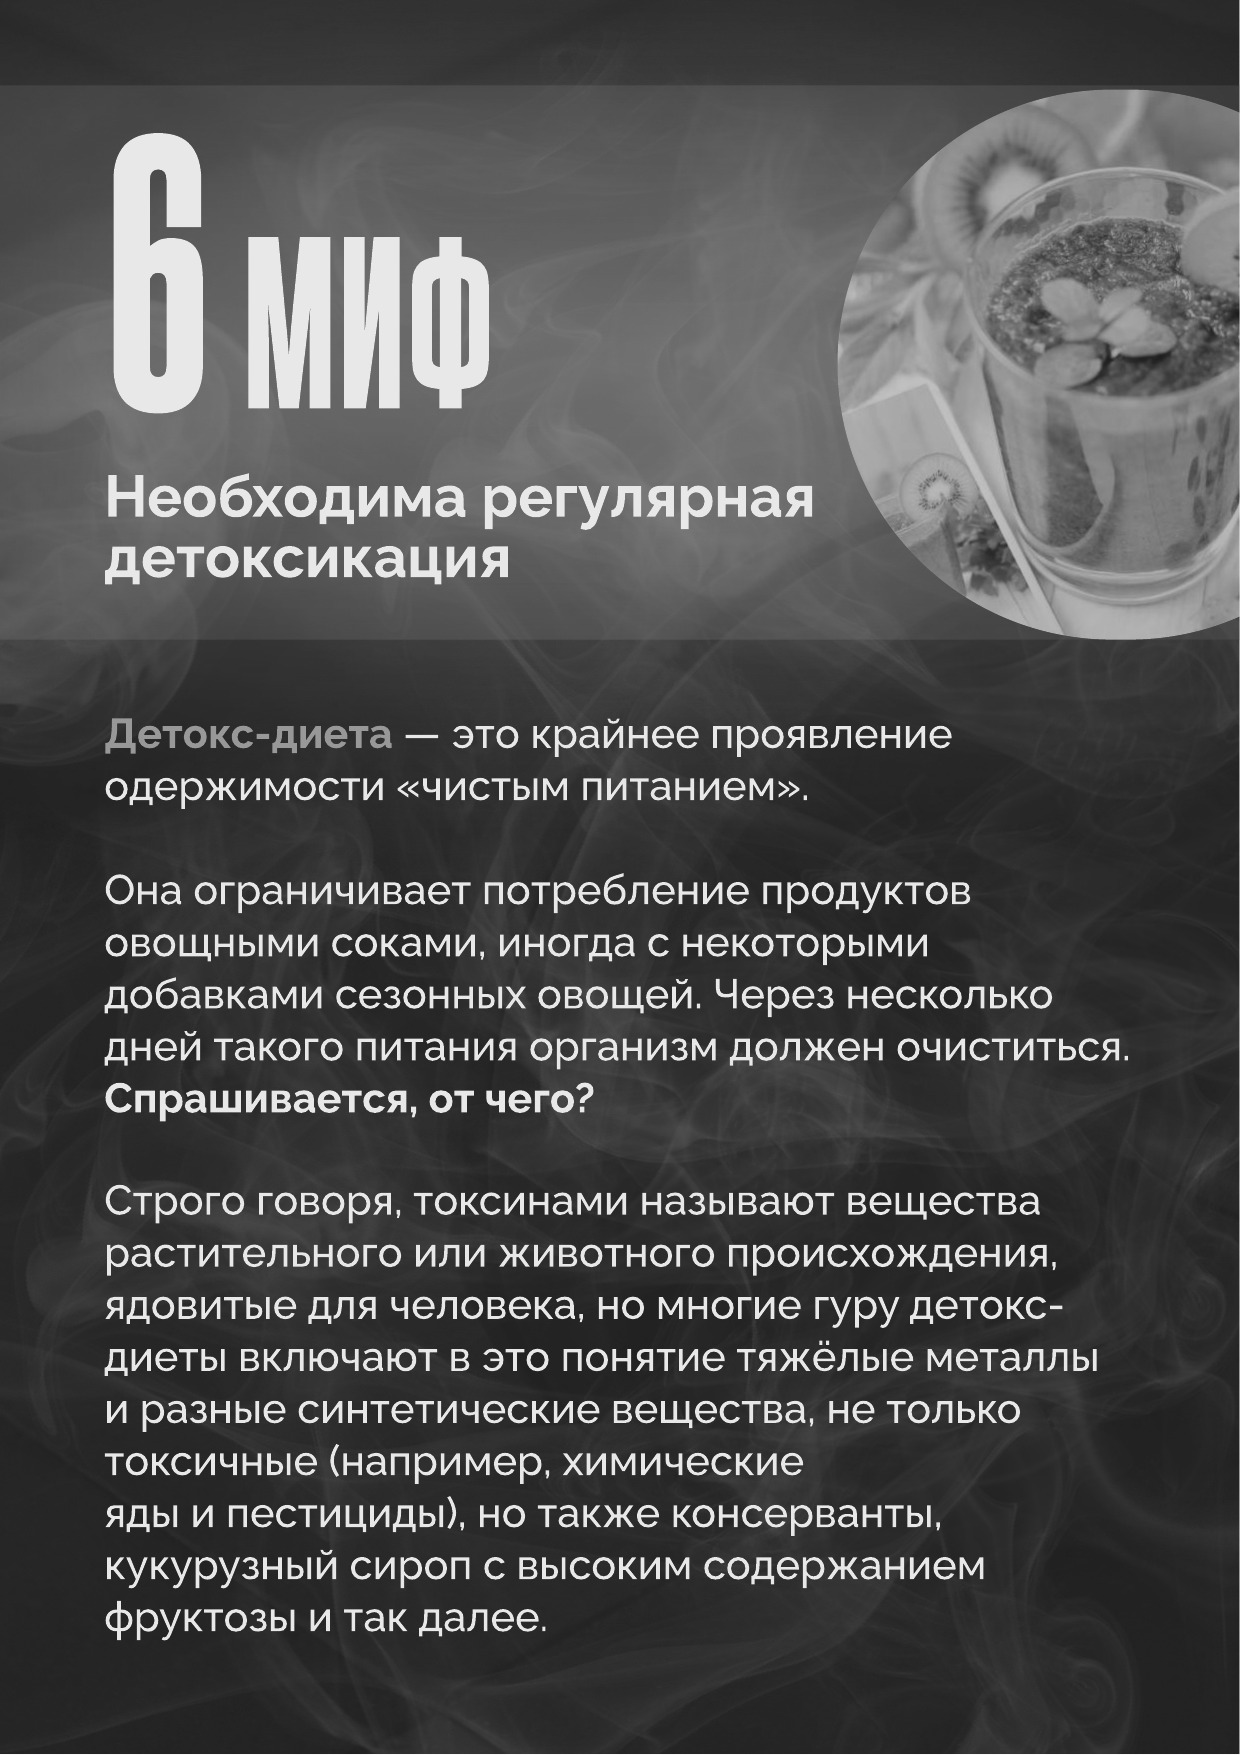 6 МИФ
Необходима регулярная
детоксикация
Детокс-диета — это крайнее проявление
одержимости «чистым питанием».
Она ограничивает потребление продуктов
овощными соками, иногда с некоторыми
добавками сезонных овощей. Через несколько
дней такого питания организм должен очиститься.
Спрашивается, от чего?
Строго говоря, токсинами называют вещества
растительного или животного происхождения,
ядовитые для человека, но многие гуру детокс-
диеты включают в это понятие тяжёлые металлы
и разные синтетические вещества, не только
токсичные (например, химические
яды и пестициды), но также консерванты,
кукурузный сироп с высоким содержанием
фруктозы и так далее.